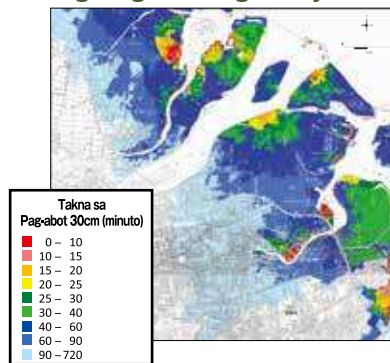 Takna sa
Pag-abot 30cm (minuto)
0 – 10
10 – 15
15 – 20
20 – 25
25 – 30
30 – 40
40 – 60
60 – 90
90 –720